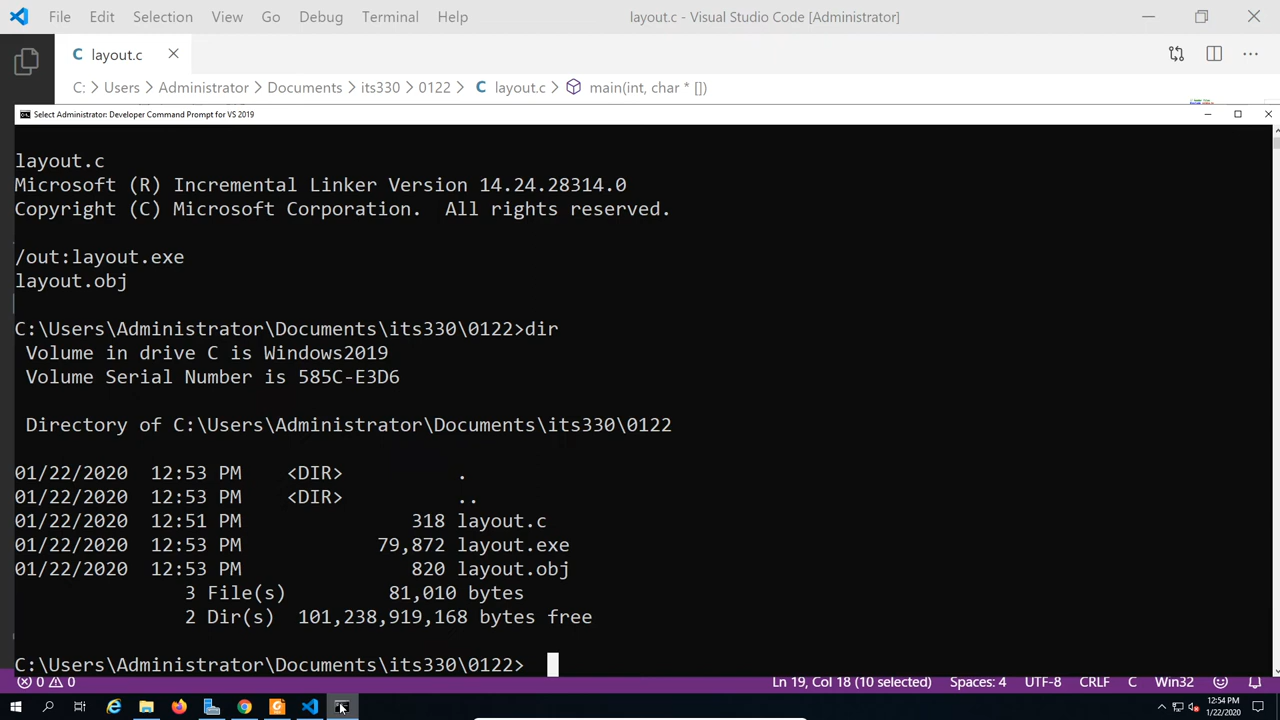 File Edit Selection View Go Debug Terminal Help layout.c - Visual Studio Code [Administrator]
C layout.c
C: > Users > Administrator > Documents > its330 > 0122 > C layout.c > main(int, char * [])
Select Administrator: Developer Command Prompt for VS 2019
layout.c
Microsoft (R) Incremental Linker Version 14.24.28314.0
Copyright (C) Microsoft Corporation.  All rights reserved.
/out:layout.exe
layout.obj
C:\Users\Administrator\Documents\its330\0122>dir
 Volume in drive C is Windows2019
 Volume Serial Number is 585C-E3D6
 Directory of C:\Users\Administrator\Documents\its330\0122
01/22/2020  12:53 PM    <DIR>          .
01/22/2020  12:53 PM    <DIR>          ..
01/22/2020  12:51 PM               318 layout.c
01/22/2020  12:53 PM            79,872 layout.exe
01/22/2020  12:53 PM               820 layout.obj
               3 File(s)         81,010 bytes
               2 Dir(s)  101,238,919,168 bytes free
C:\Users\Administrator\Documents\its330\0122>
0 0 Ln 19, Col 18 (10 selected) Spaces: 4 UTF-8 CRLF C Win32
12:54 PM
1/22/2020